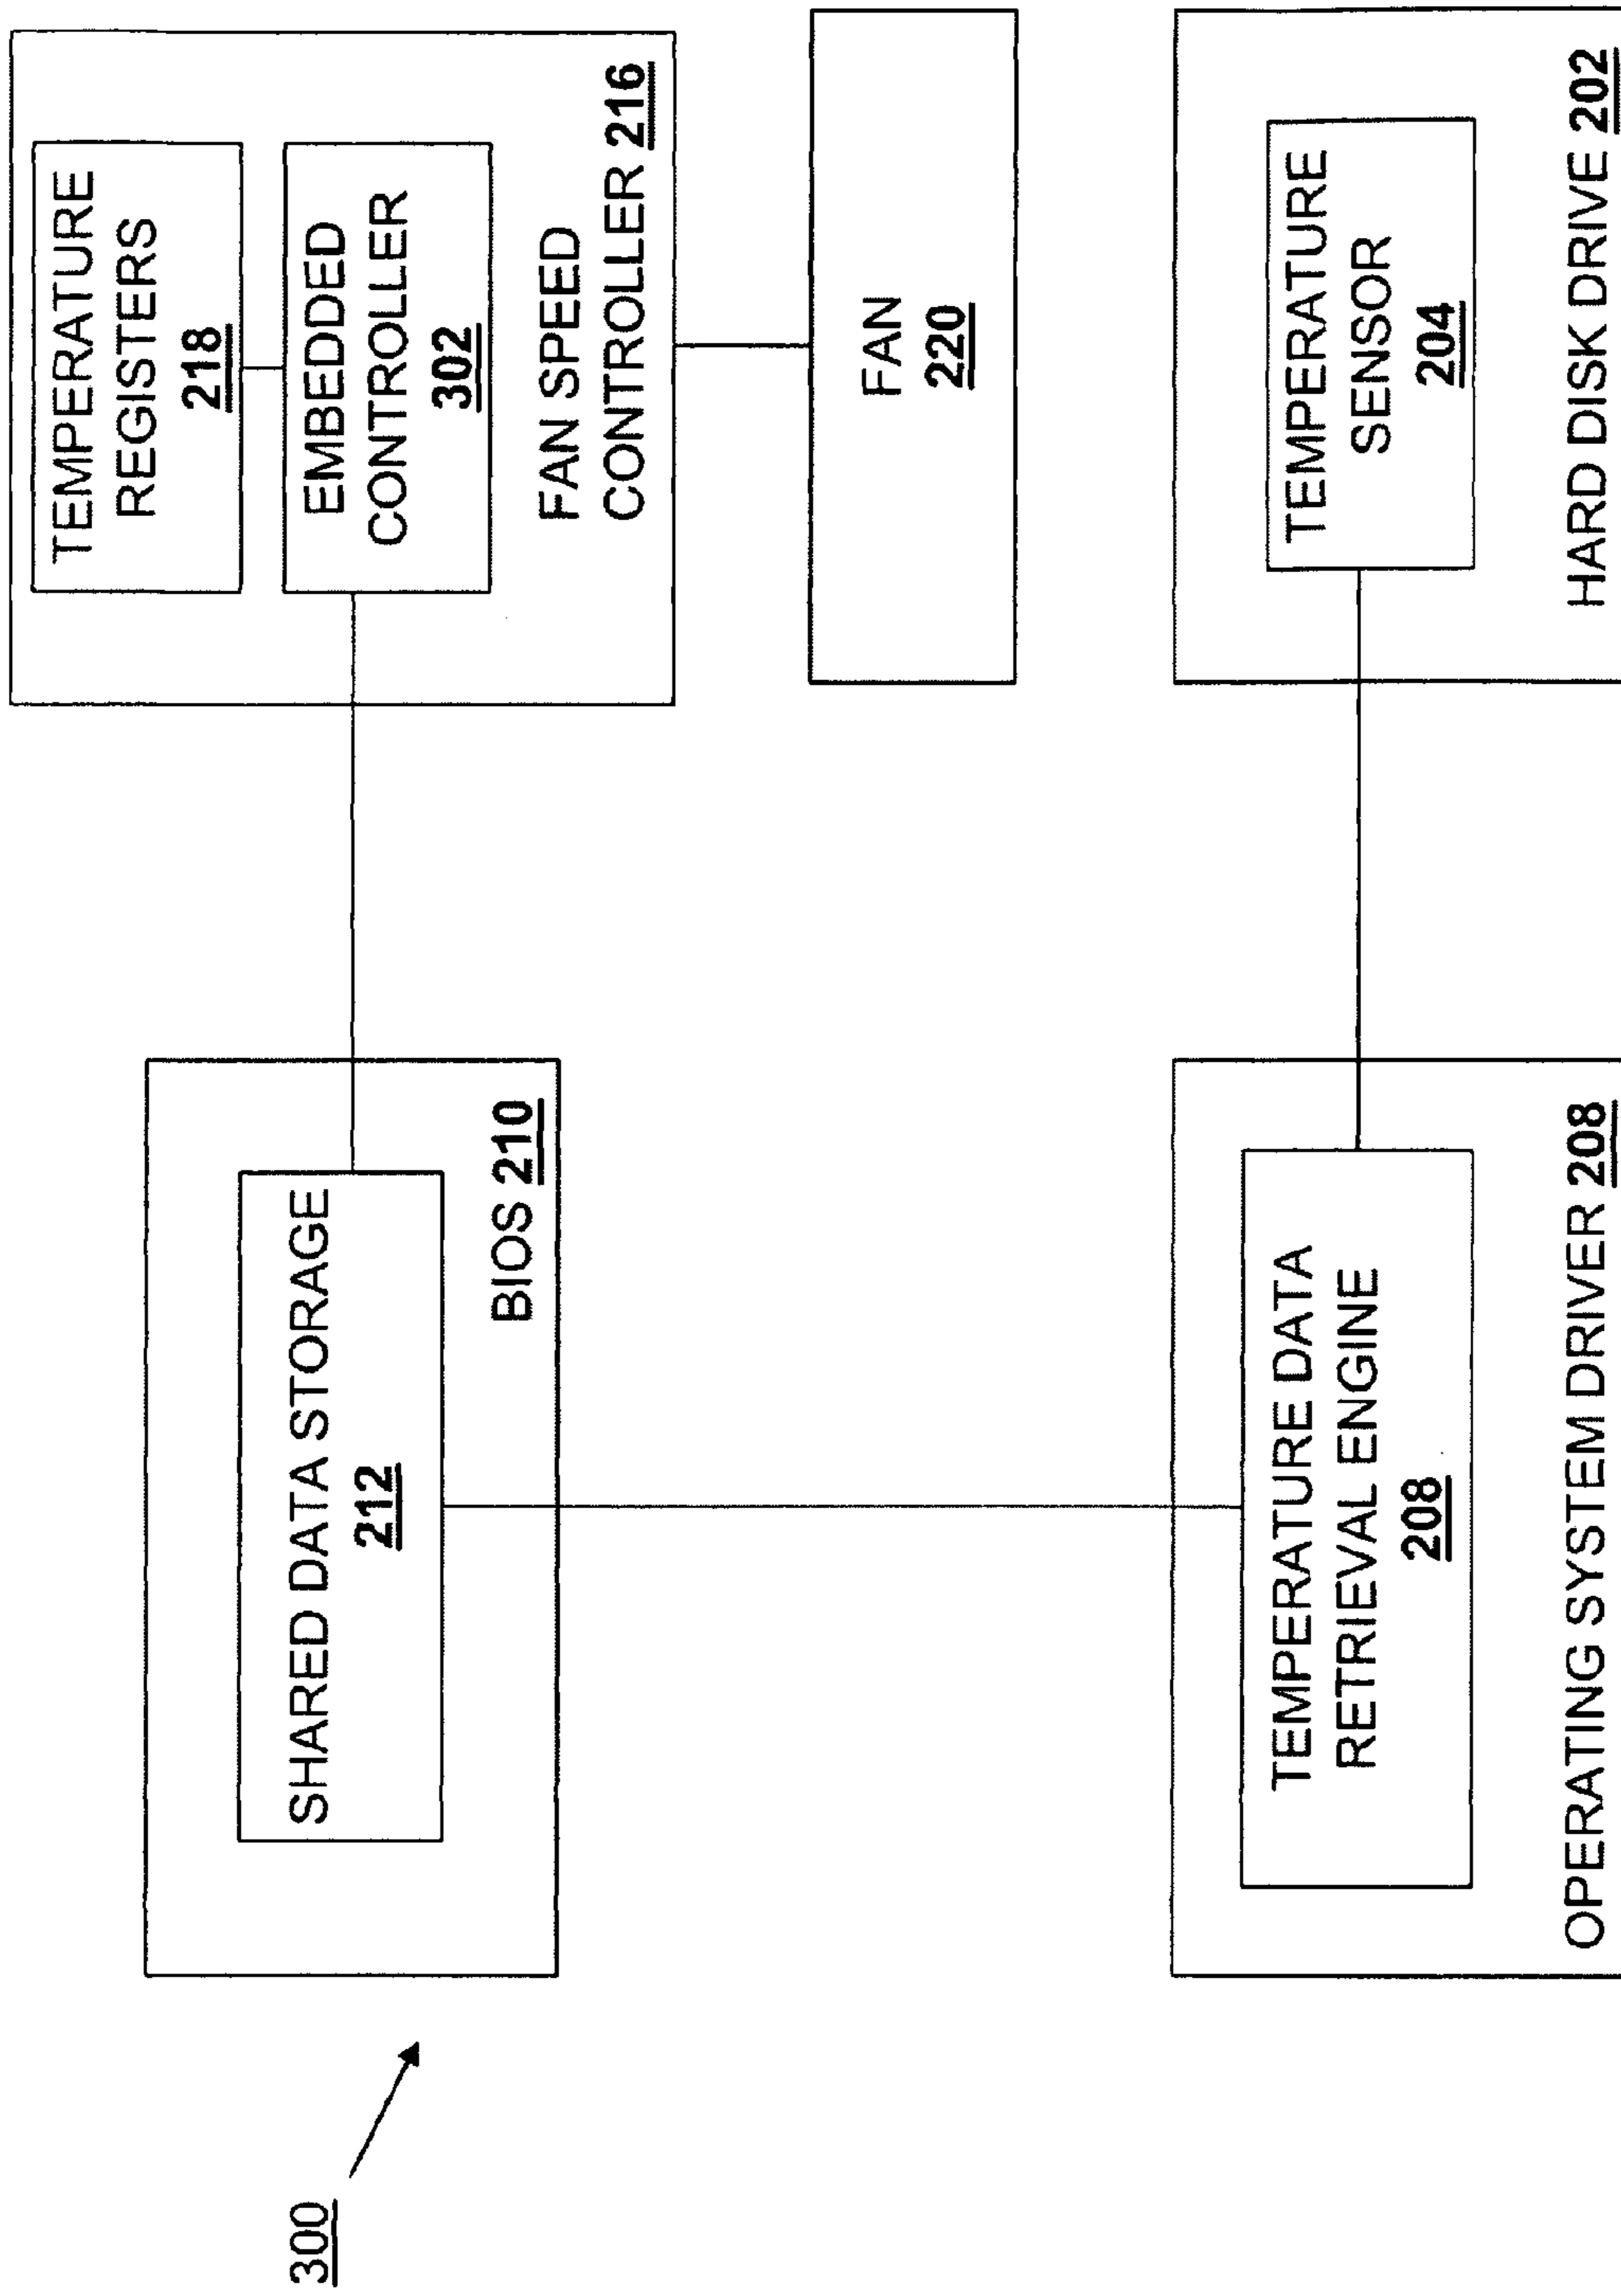 300
SHARED DATA STORAGE
212
BIOS 210
TEMPERATURE
REGISTERS
218
EMBEDDED
CONTROLLER
302
FAN SPEED
CONTROLLER 216
FAN
220
TEMPERATURE DATA
RETRIEVAL ENGINE
208
OPERATING SYSTEM DRIVER 208
TEMPERATURE
SENSOR
204
HARD DISK DRIVE 202